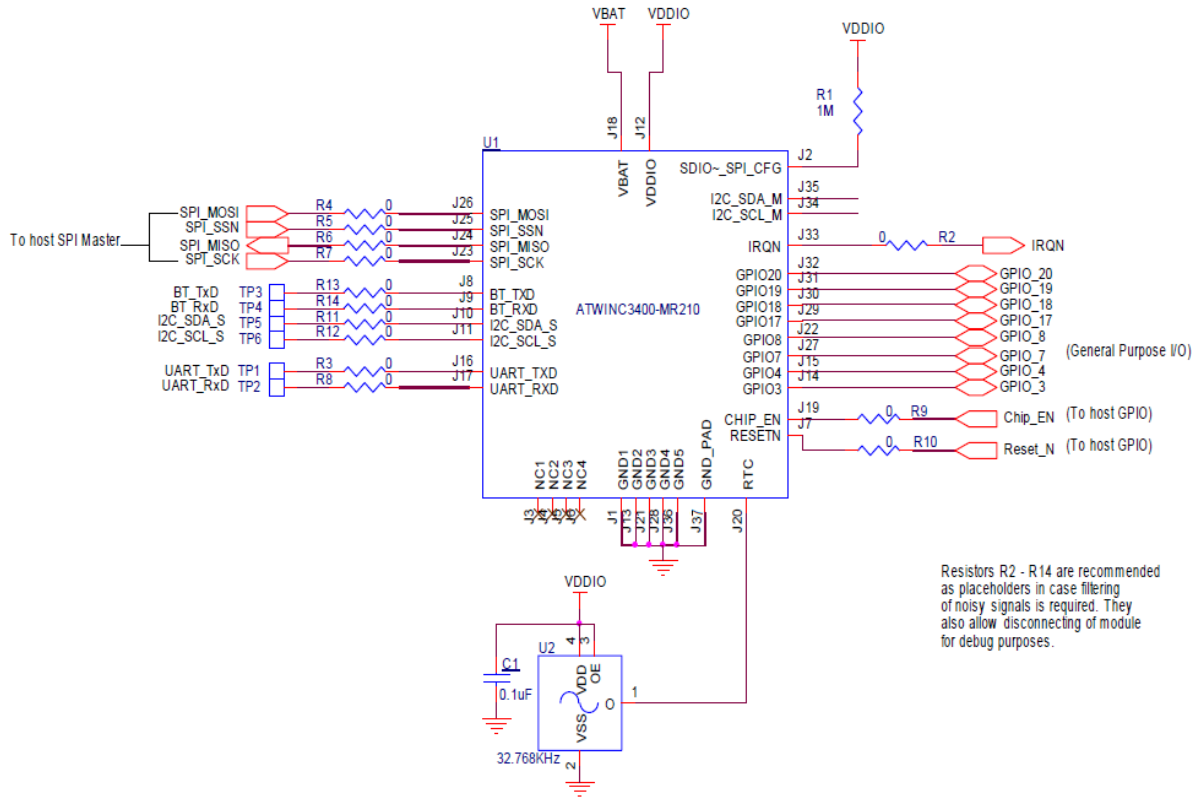 VBAT VDDIO
VDDIO
R1
1M
J18 J12
U1
J2
VBAT VDDIO
SDIO~_SPI_CFG
J35
I2C_SDA_M
J34
I2C_SCL_M
To host SPI Master
SPI_MOSI R4 0 J26 SPI_MOSI
SPI_SSN R5 0 J25 SPI_SSN
SPI_MISO R6 0 J24 SPI_MISO
SPI_SCK R7 0 J23 SPI_SCK
IRQN J33 0 R2 IRQN
BT_TxD TP3 R13 0 J8 BT_TXD
BT_RxD TP4 R14 0 J9 BT_RXD
I2C_SDA_S TP5 R11 0 J10 I2C_SDA_S
I2C_SCL_S TP6 R12 0 J11 I2C_SCL_S
ATWINC3400-MR210
GPIO20 J32 GPIO_20
GPIO19 J31 GPIO_19
GPIO18 J30 GPIO_18
GPIO17 J29 GPIO_17
GPIO8 J22 GPIO_8
GPIO7 J27 GPIO_7
GPIO4 J15 GPIO_4
GPIO3 J14 GPIO_3
(General Purpose I/O)
UART_TxD TP1 R3 0 J16 UART_TXD
UART_RxD TP2 R8 0 J17 UART_RXD
CHIP_EN J19 0 R9 Chip_EN (To host GPIO)
RESETN J7 0 R10 Reset_N (To host GPIO)
NC1 NC2 NC3 NC4
GND1 GND2 GND3 GND4 GND5 GND_PAD RTC
J3 J4 J5 J6
J1 J13 J21 J28 J36 J37 J20
Resistors R2 - R14 are recommended
as placeholders in case filtering
of noisy signals is required. They
also allow disconnecting of module
for debug purposes.
VDDIO
U2
4 3
C1
0.1uF
VDD OE
O
1
VSS
32.768KHz
2